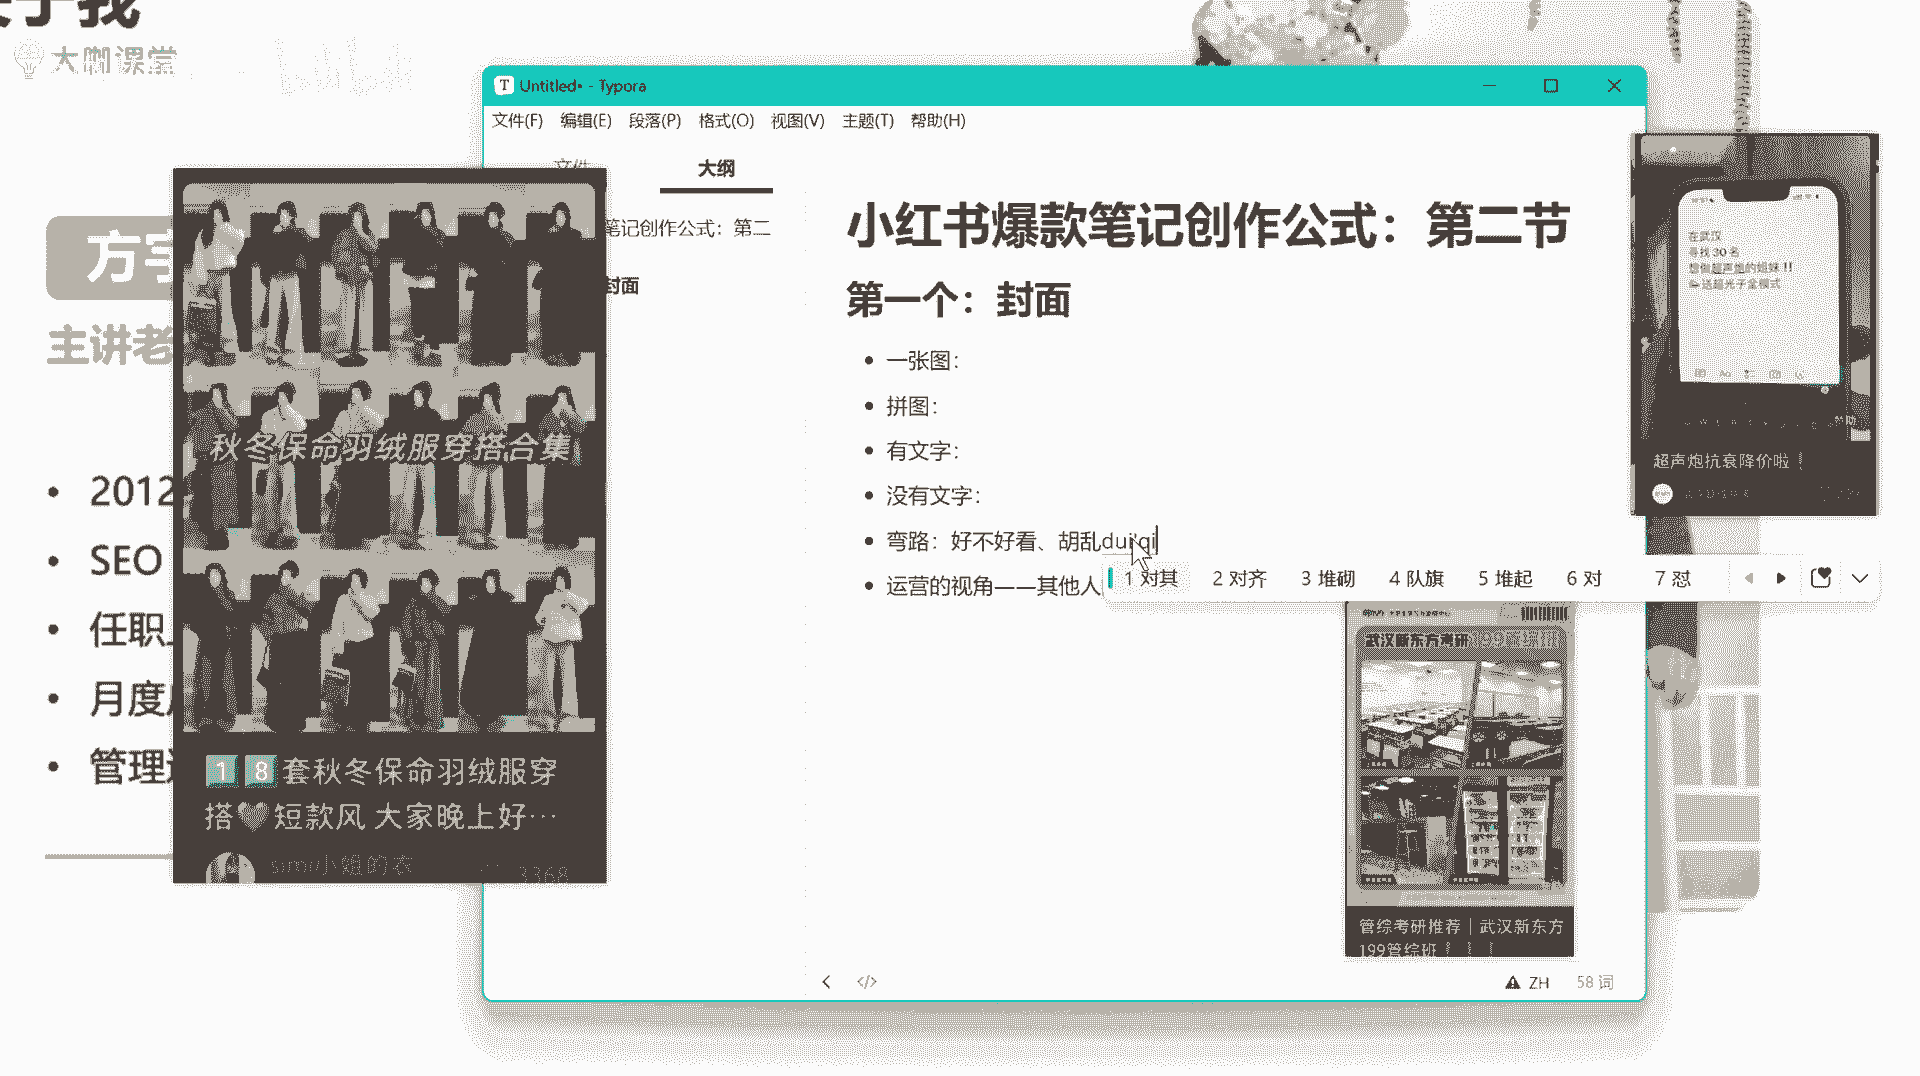 于我
大咖课堂
bilibili
方
主讲老
2012
SEO
任职
月度
管理
Untitled• - Typora
文件(F) 编辑(E) 段落(P) 格式(O) 视图(V) 主题(T) 帮助(H)
文件 大纲
笔记创作公式：第二
封面
小红书爆款笔记创作公式：第二节
第一个：封面
一张图：
拼图：
有文字：
没有文字：
弯路：好不好看、胡乱dui'qi
运营的视角——其他人
1 对其 2 对齐 3 堆砌 4 队旗 5 堆起 6 对 7 怼
ZH 58 词
秋冬保命羽绒服穿搭合集
18套秋冬保命羽绒服穿
搭 短款风 大家晚上好…
simi小姐的衣 3368
在武汉
寻找30名
想做超声炮的姐妹!!
送超光子全模式
超声炮抗衰降价啦
武汉新东方考研199管综班
管综考研推荐｜武汉新东方
199管综班